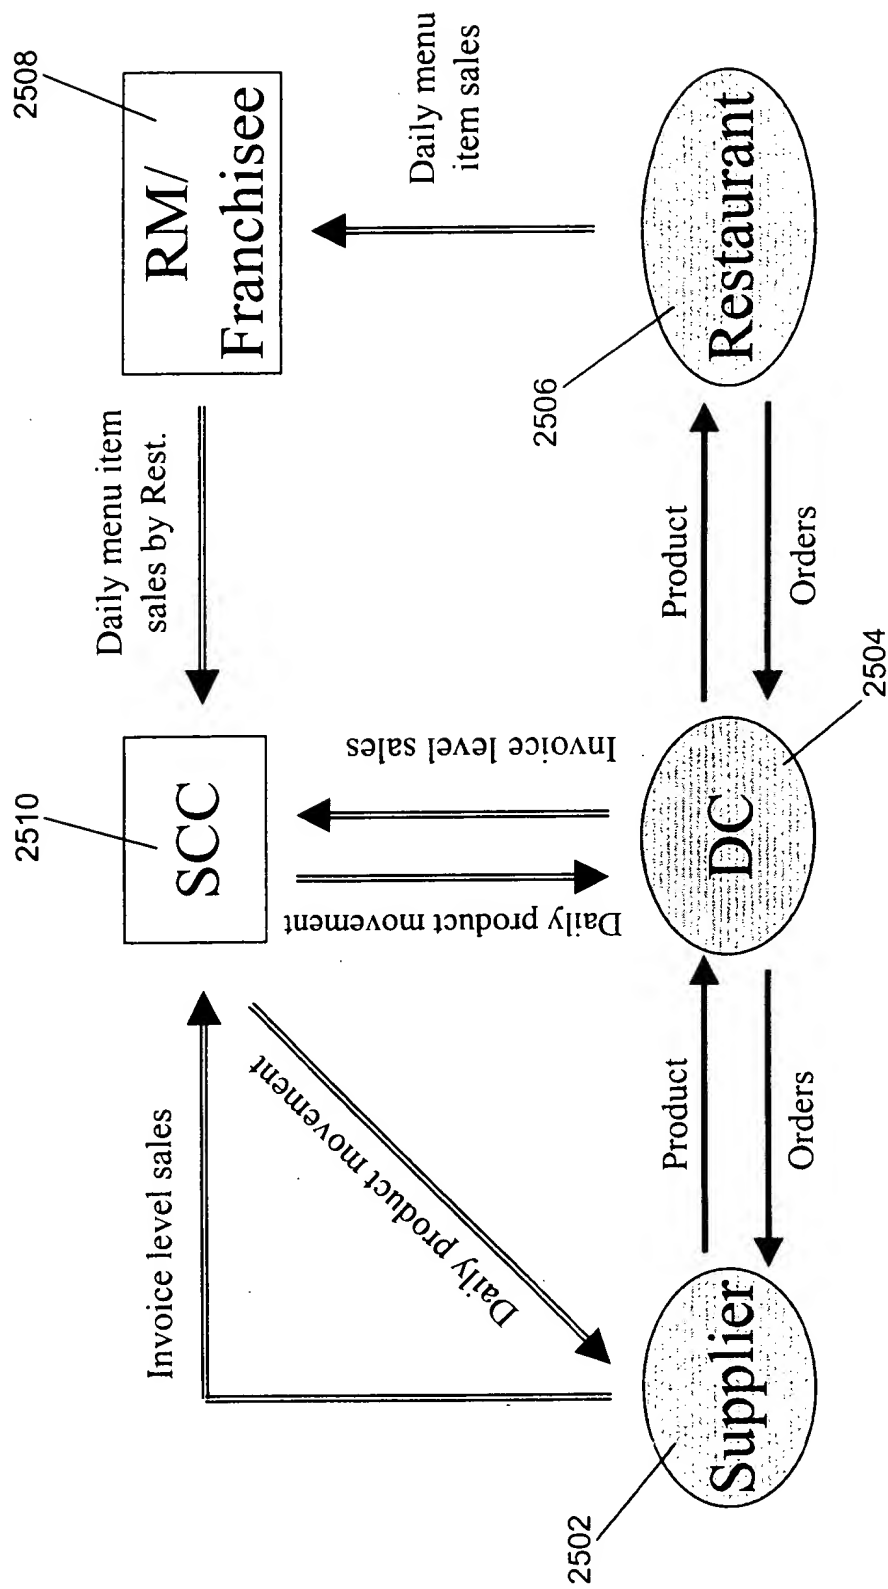 2510
2508
SCC
RM/
Franchisee
Daily menu item
sales by Rest.
Invoice level sales
Daily product movement
Daily product movement
Invoice level sales
Daily menu
item sales
2502
2506
Supplier
Product
Orders
DC
2504
Product
Orders
Restaurant